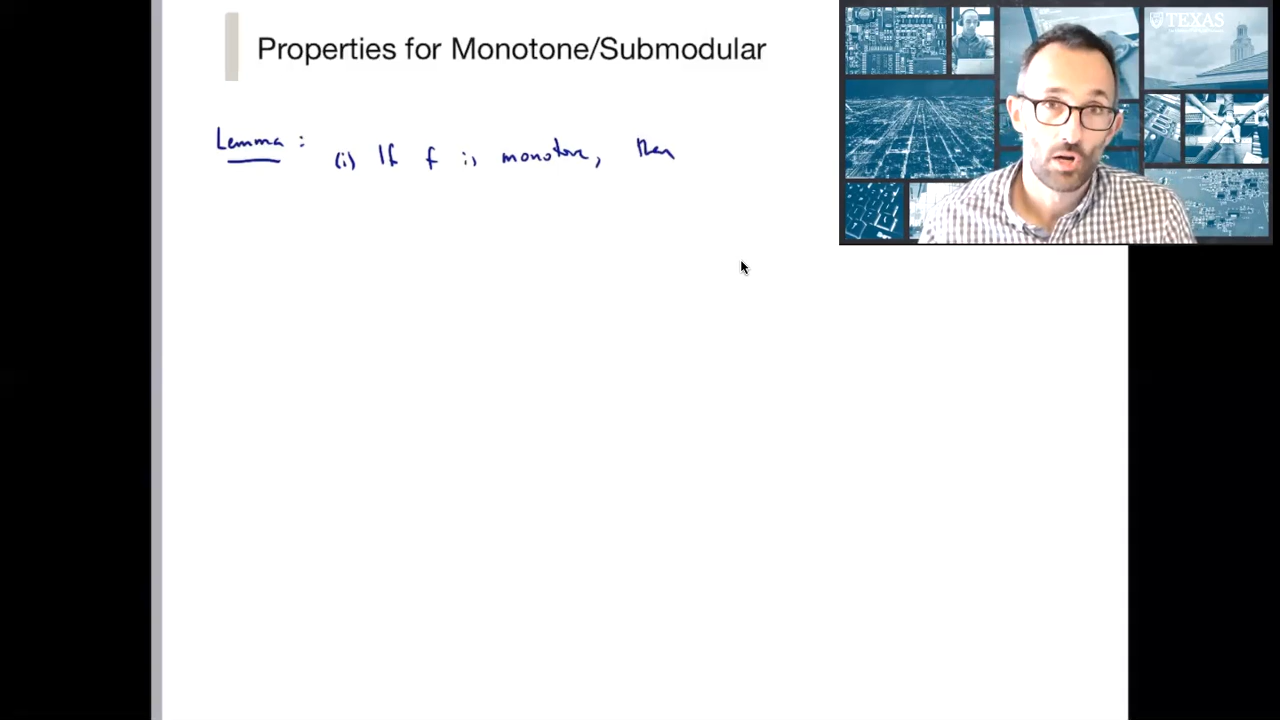 Properties for Monotone/Submodular
TEXAS
Lemma :
(i) If f is monotone, then